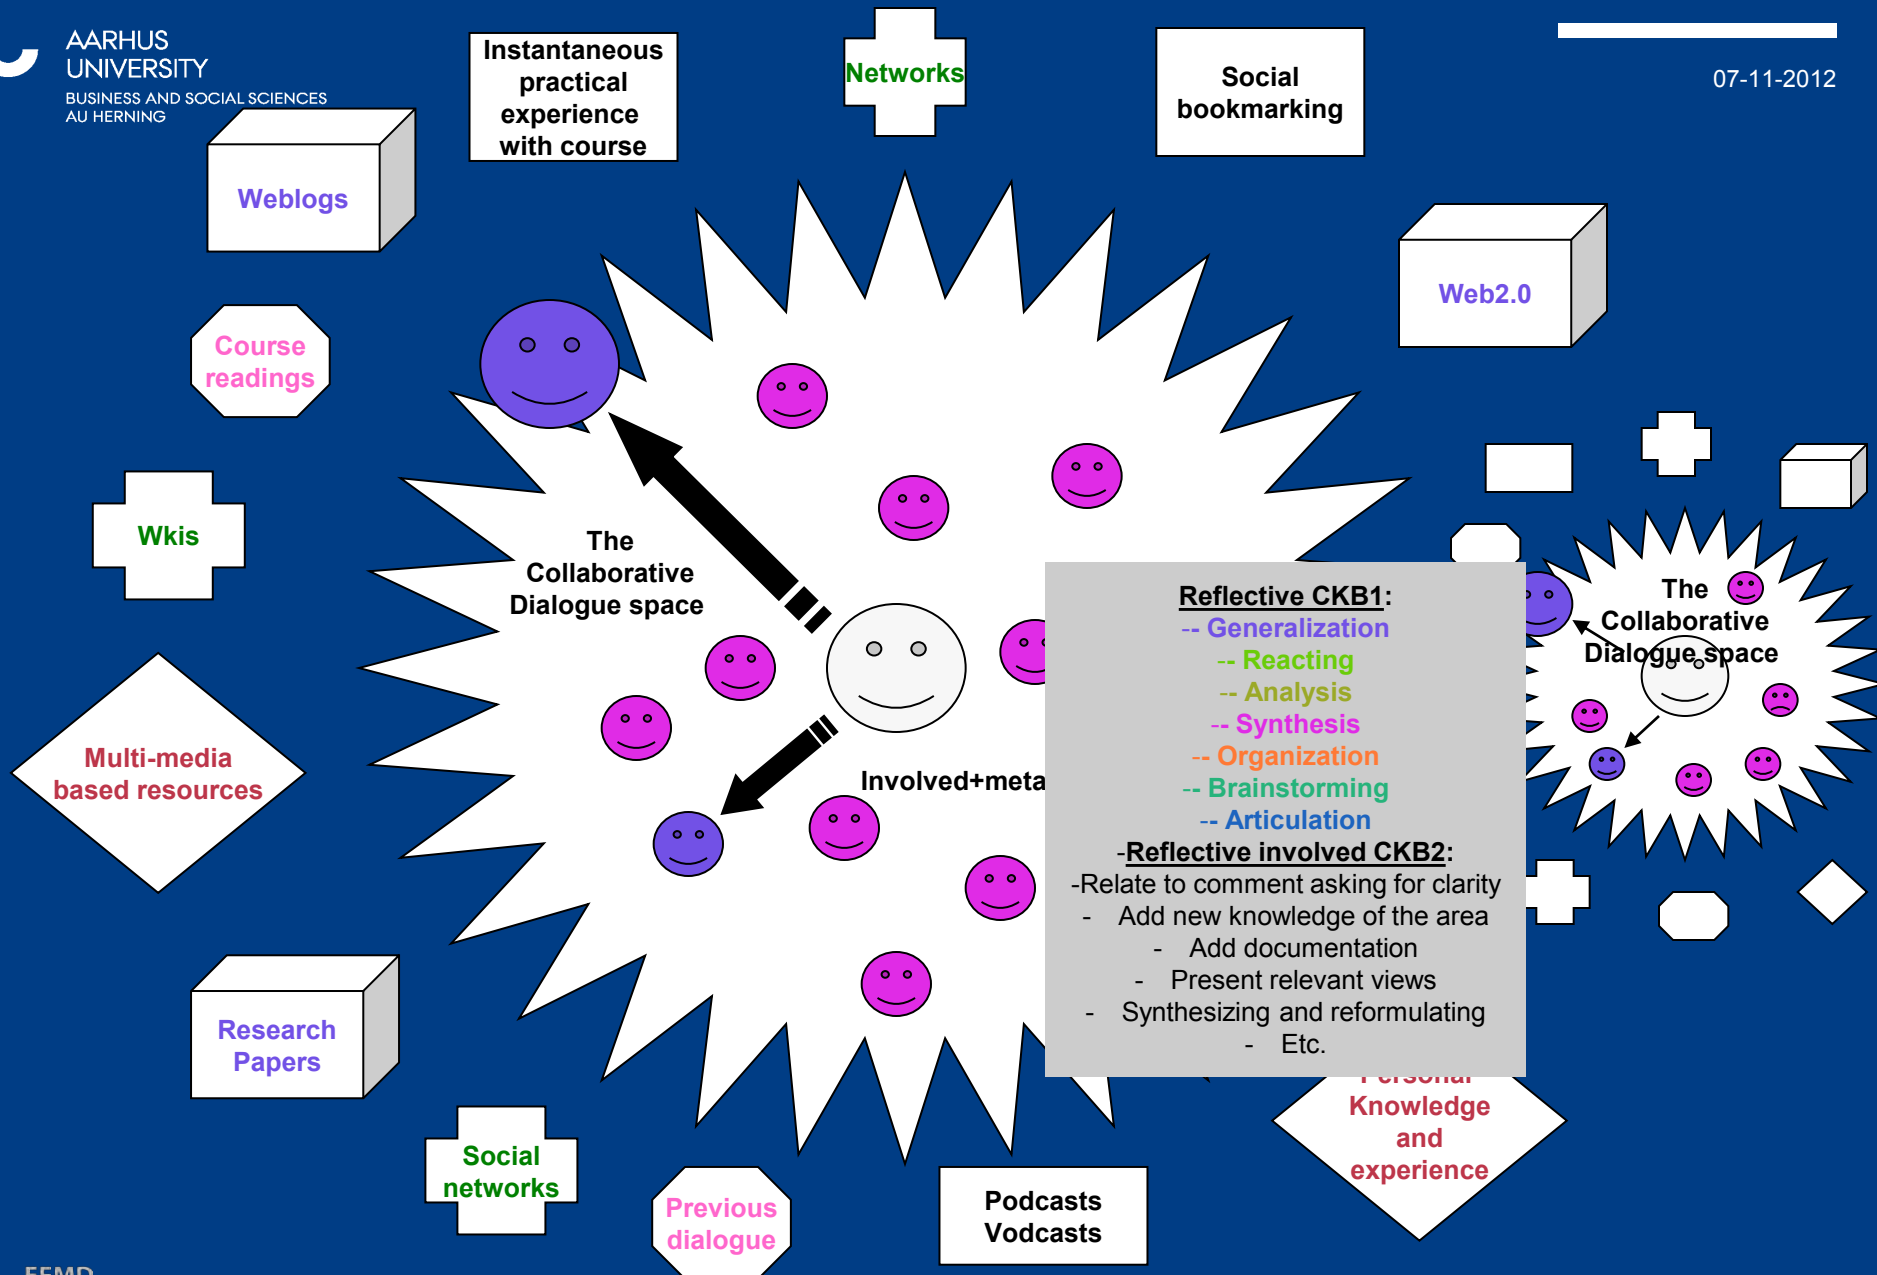 AARHUS
UNIVERSITY
BUSINESS AND SOCIAL SCIENCES
AU HERNING
07-11-2012
Instantaneous
practical
experience
with course
Networks
Social
bookmarking
Weblogs
Web2.0
Course
readings
Wkis
The
Collaborative
Dialogue space
Multi-media
based resources
Involved+meta
Reflective CKB1:
-- Generalization
-- Reacting
-- Analysis
-- Synthesis
-- Organization
-- Brainstorming
-- Articulation
-Reflective involved CKB2:
-Relate to comment asking for clarity
- Add new knowledge of the area
- Add documentation
- Present relevant views
- Synthesizing and reformulating
- Etc.
The
Collaborative
Dialogue space
Research
Papers
Personal
Knowledge
and
experience
Social
networks
Previous
dialogue
Podcasts
Vodcasts